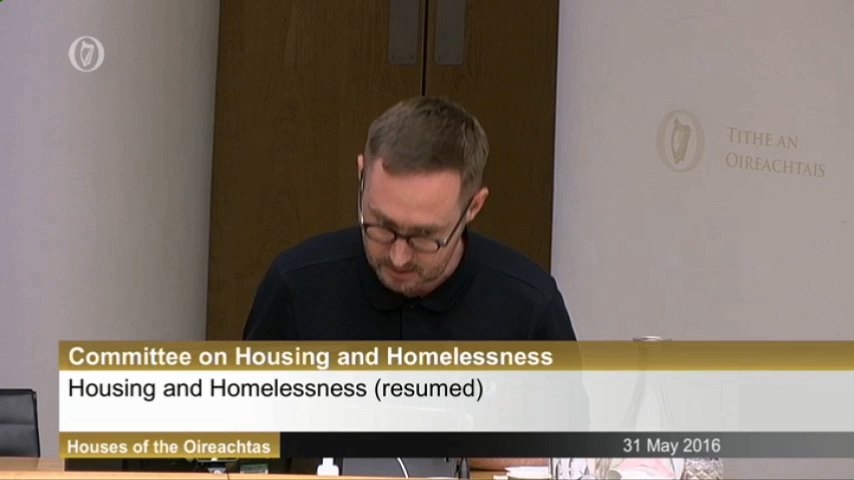 TITHE AN
OIREACHTAIS
Committee on Housing and Homelessness
Housing and Homelessness (resumed)
Houses of the Oireachtas
31 May 2016